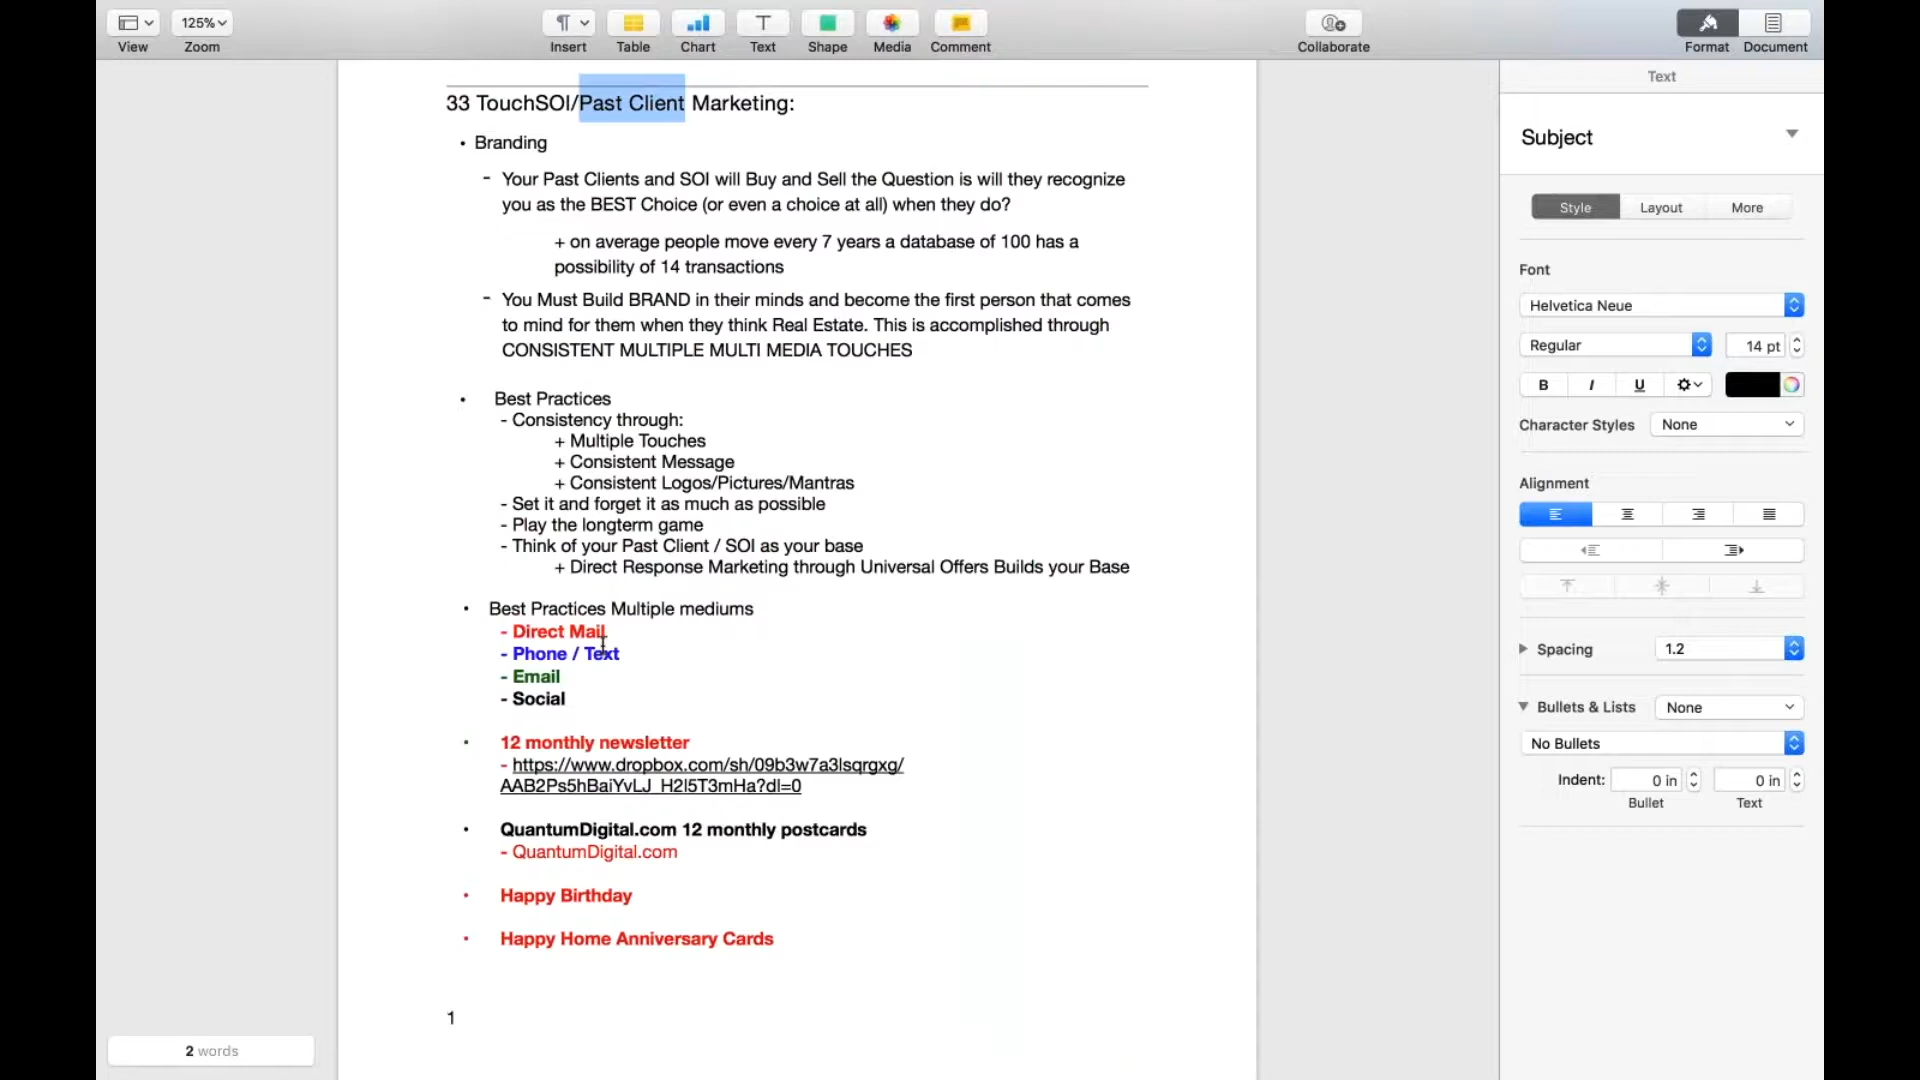 125%
View
Zoom
Insert
Table
Chart
Text
Shape
Media
Comment
Collaborate
Format
Document
33 TouchSOI/Past Client Marketing:
• Branding
- Your Past Clients and SOI will Buy and Sell the Question is will they recognize
you as the BEST Choice (or even a choice at all) when they do?
+ on average people move every 7 years a database of 100 has a
possibility of 14 transactions
- You Must Build BRAND in their minds and become the first person that comes
to mind for them when they think Real Estate. This is accomplished through
CONSISTENT MULTIPLE MULTI MEDIA TOUCHES
• Best Practices
- Consistency through:
+ Multiple Touches
+ Consistent Message
+ Consistent Logos/Pictures/Mantras
- Set it and forget it as much as possible
- Play the longterm game
- Think of your Past Client / SOI as your base
+ Direct Response Marketing through Universal Offers Builds your Base
• Best Practices Multiple mediums
- Direct Mail
- Phone / Text
- Email
- Social
• 12 monthly newsletter
- https://www.dropbox.com/sh/09b3w7a3lsqrgxg/
AAB2Ps5hBaiYvLJ_H2l5T3mHa?dl=0
• QuantumDigital.com 12 monthly postcards
- QuantumDigital.com
• Happy Birthday
• Happy Home Anniversary Cards
1
2 words
Text
Subject
Style
Layout
More
Font
Helvetica Neue
Regular
14 pt
B I U
Character Styles
None
Alignment
Spacing
1.2
Bullets & Lists
None
No Bullets
Indent:
0 in
0 in
Bullet
Text